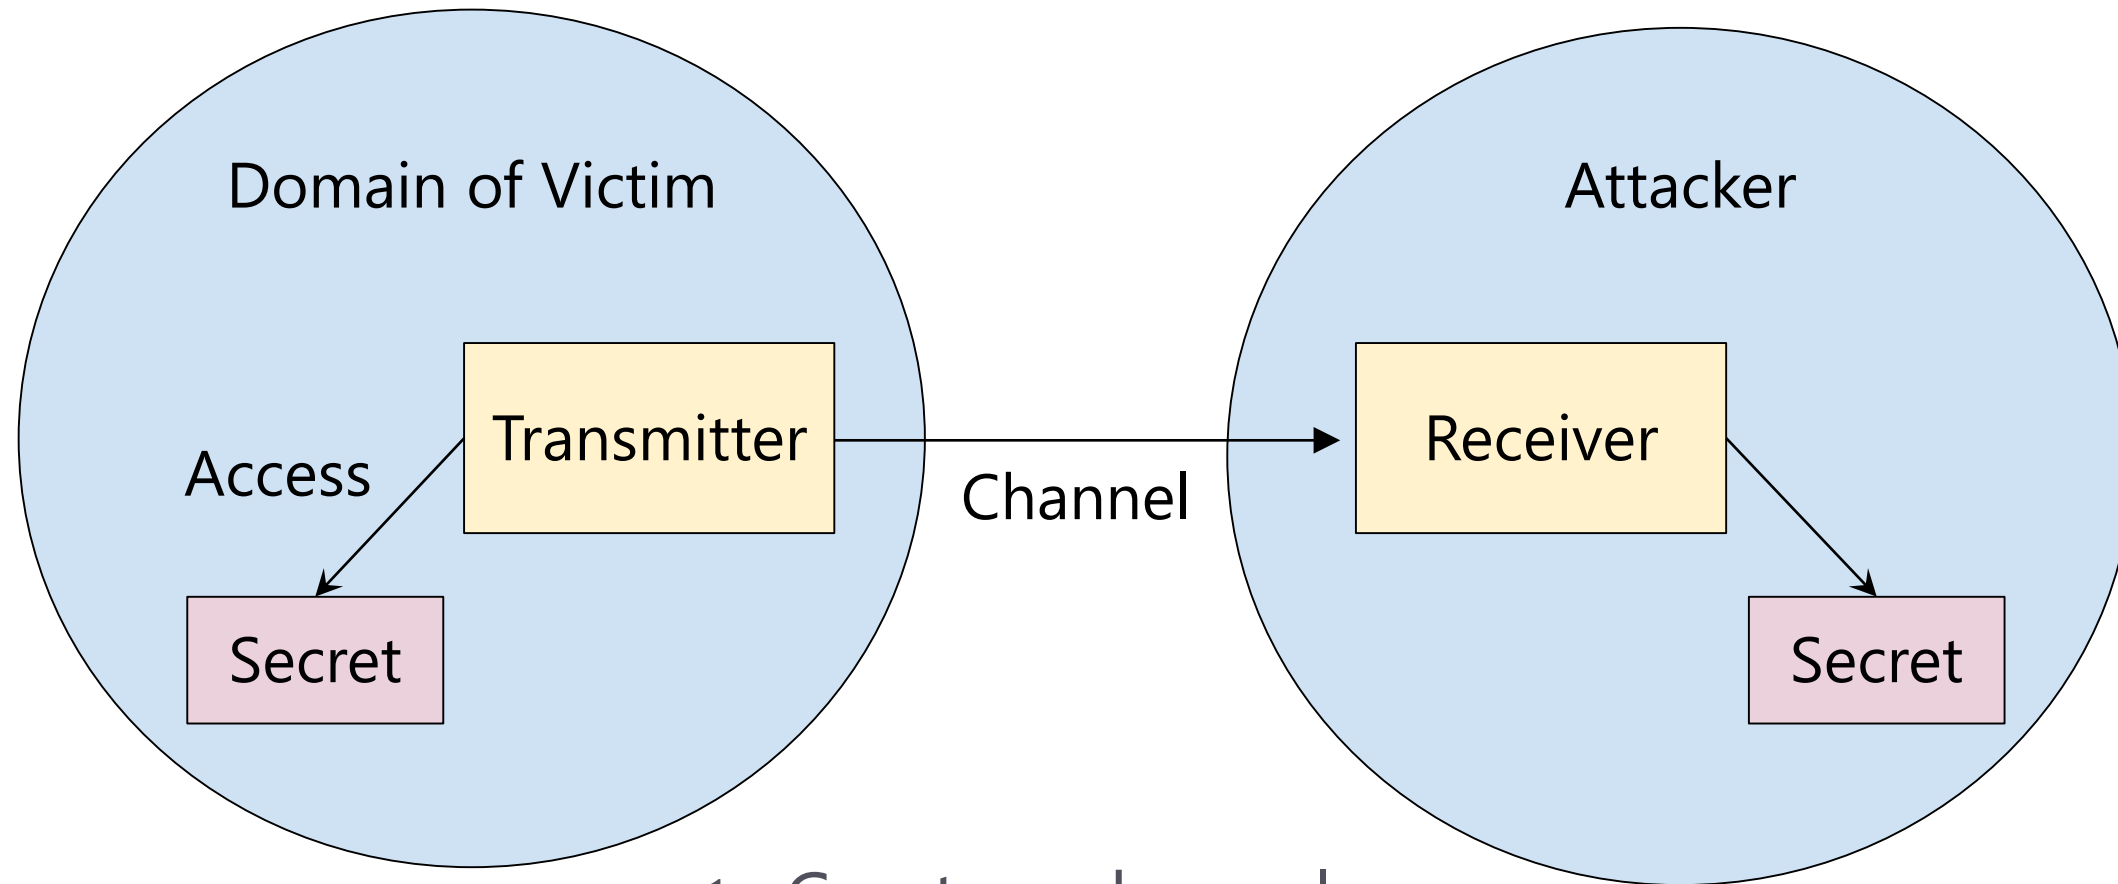 Domain of Victim
Attacker
Transmitter
Receiver
Access
Channel
Secret
Secret